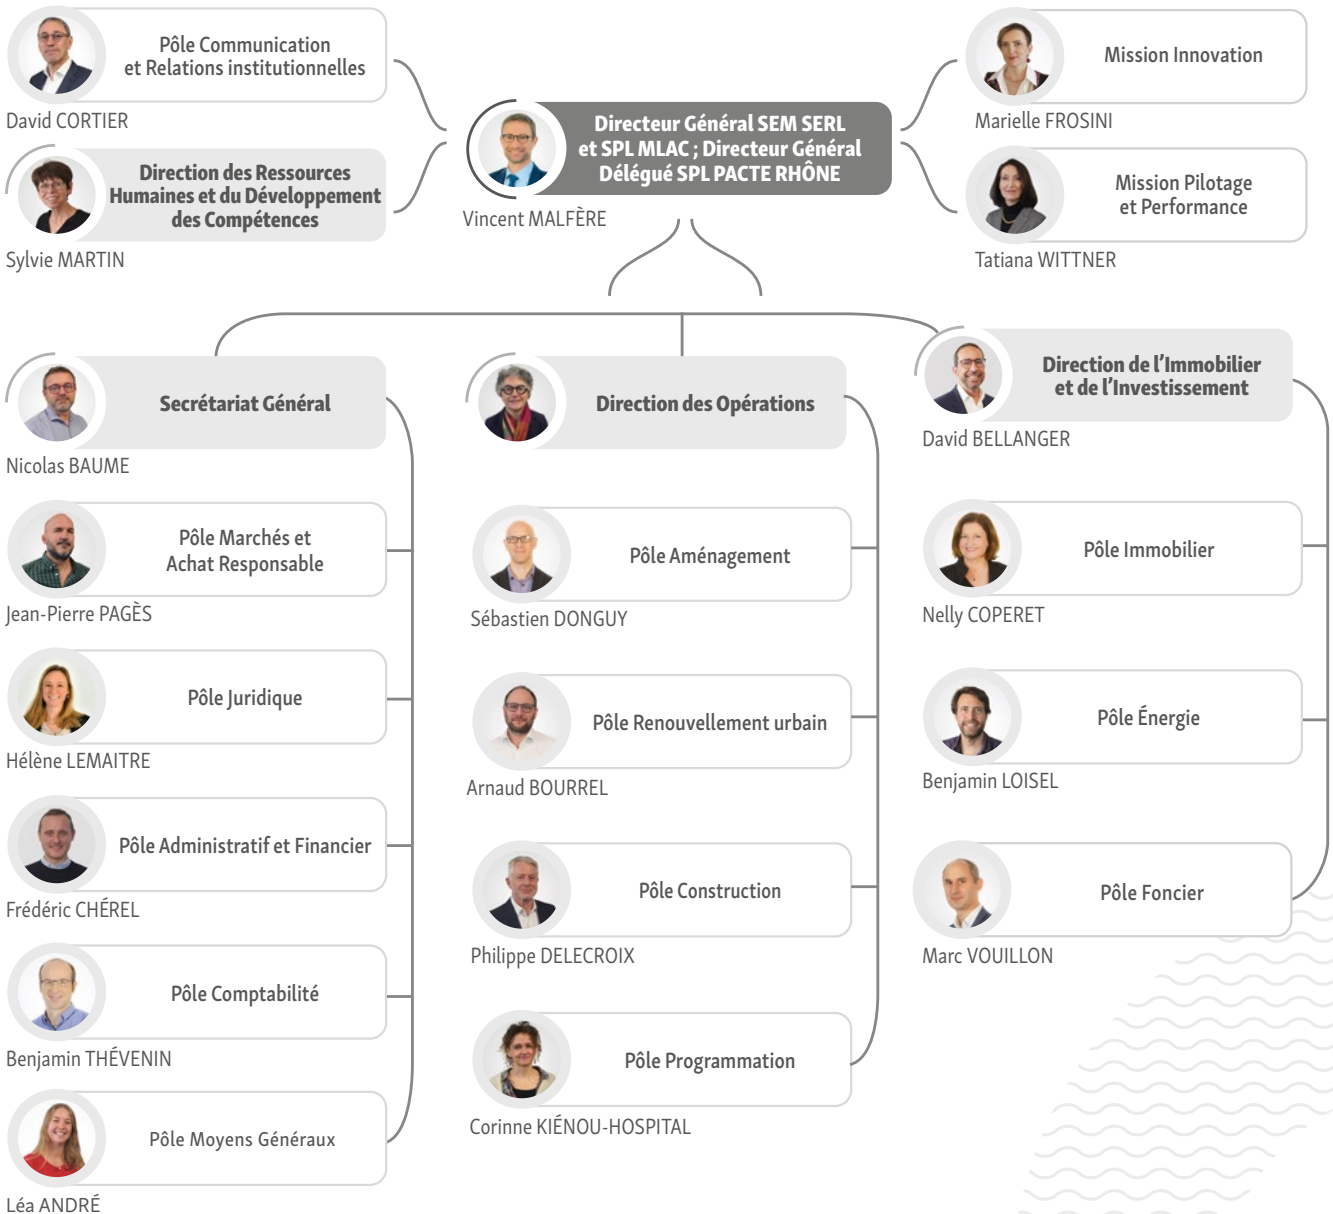 Pôle Communication
et Relations institutionnelles
David CORTIER
Direction des Ressources
Humaines et du Développement
des Compétences
Sylvie MARTIN
Directeur Général SEM SERL
et SPL MLAC ; Directeur Général
Délégué SPL PACTE RHÔNE
Vincent MALFÈRE
Mission Innovation
Marielle FROSINI
Mission Pilotage
et Performance
Tatiana WITTNER
Secrétariat Général
Nicolas BAUME
Pôle Marchés et
Achat Responsable
Jean-Pierre PAGÈS
Pôle Juridique
Hélène LEMAITRE
Pôle Administratif et Financier
Frédéric CHÉREL
Pôle Comptabilité
Benjamin THÉVENIN
Pôle Moyens Généraux
Léa ANDRÉ
Direction des Opérations
Pôle Aménagement
Sébastien DONGUY
Pôle Renouvellement urbain
Arnaud BOURREL
Pôle Construction
Philippe DELECROIX
Pôle Programmation
Corinne KIÉNOU-HOSPITAL
Direction de l’Immobilier
et de l’Investissement
David BELLANGER
Pôle Immobilier
Nelly COPERET
Pôle Énergie
Benjamin LOISEL
Pôle Foncier
Marc VOUILLON